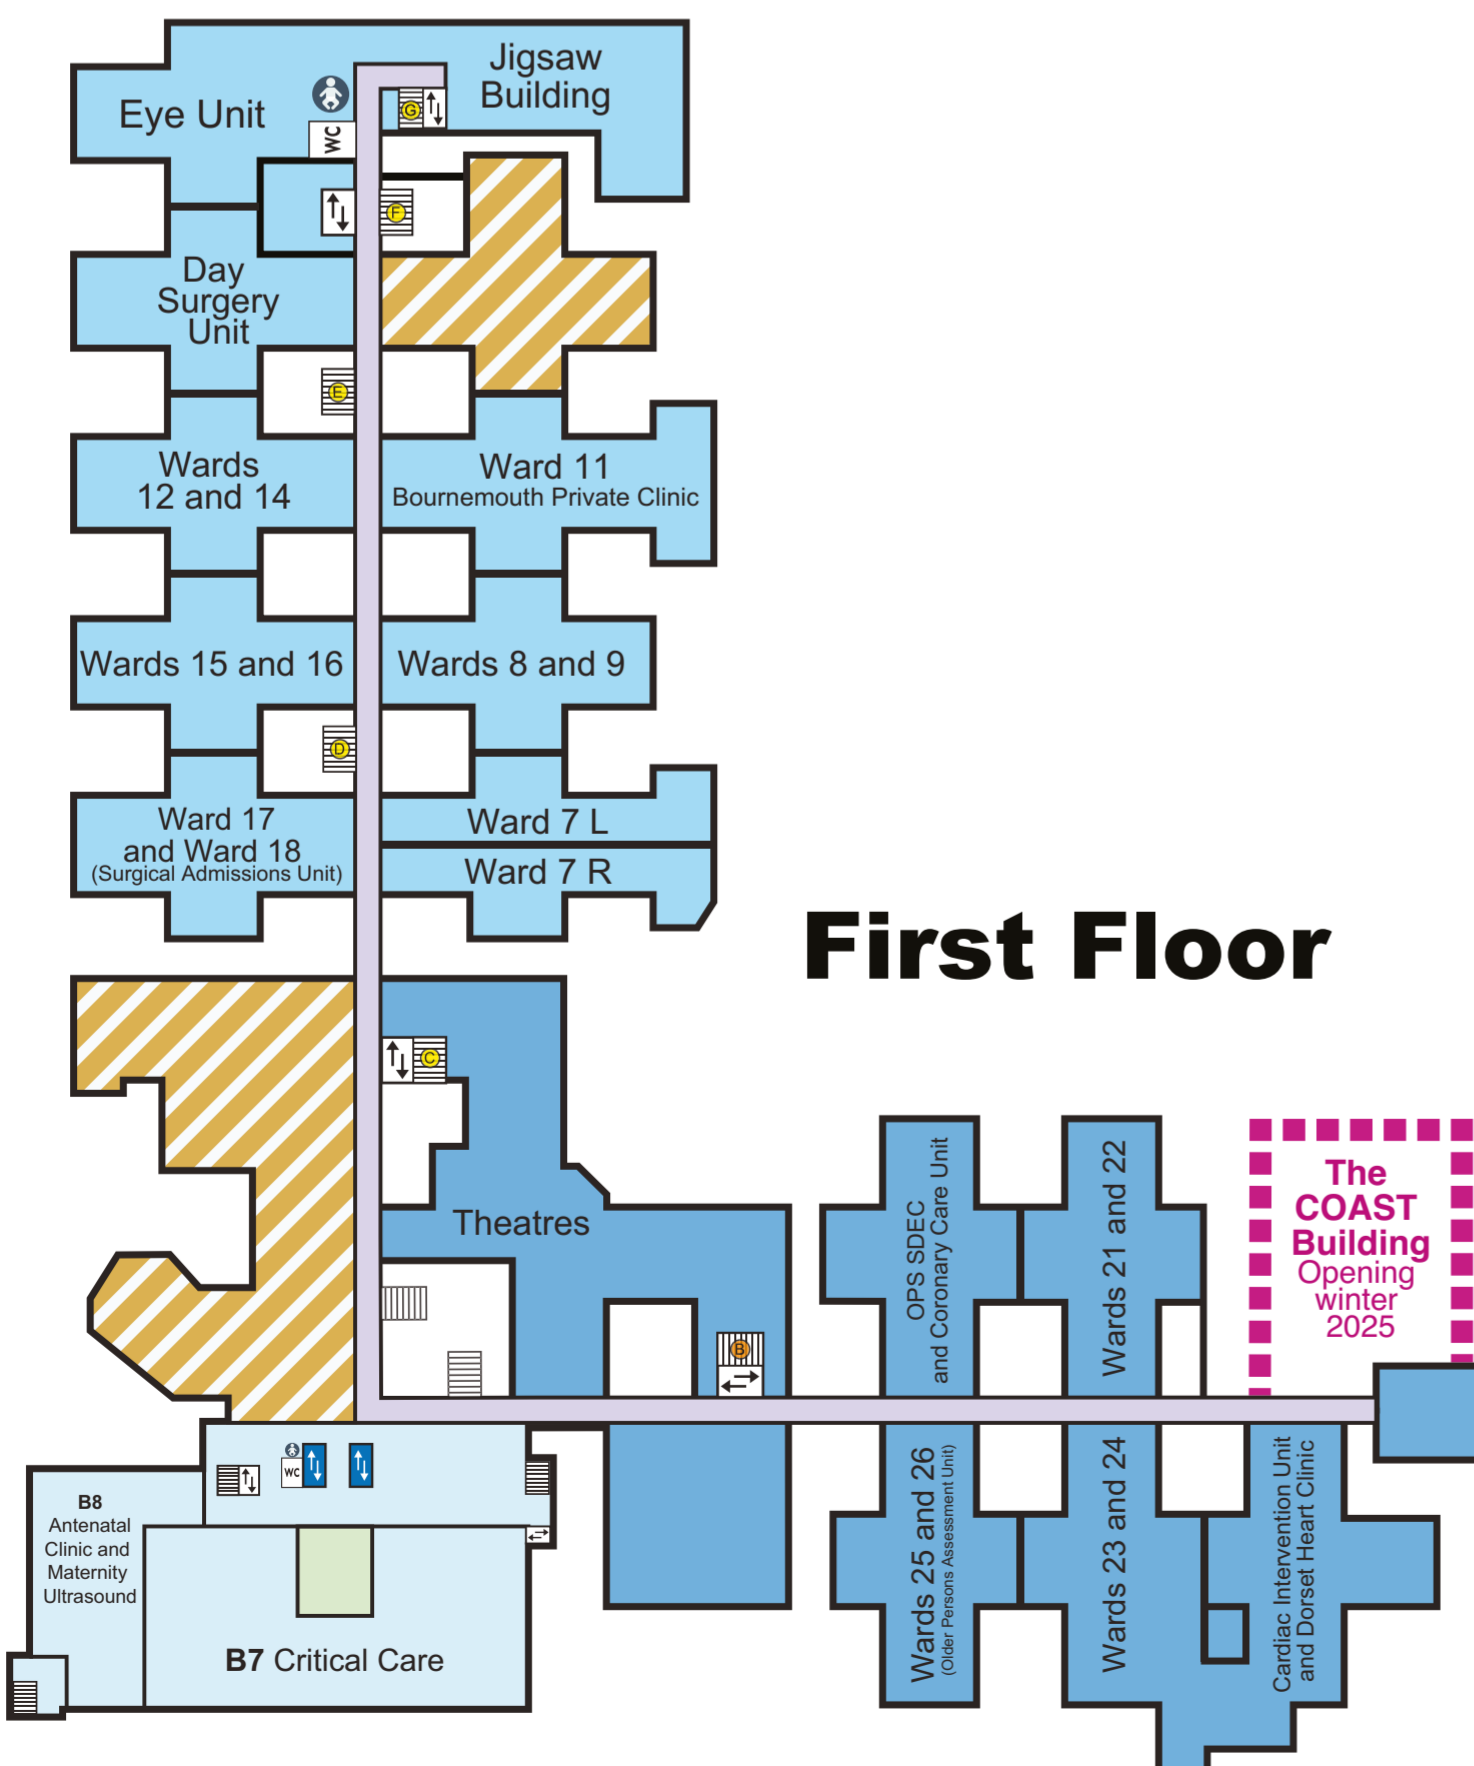 Jigsaw
Building
Eye Unit
G
WC
F
Day
Surgery
Unit
E
Wards
12 and 14
Ward 11
Bournemouth Private Clinic
Wards 15 and 16
Wards 8 and 9
D
Ward 17
and Ward 18
(Surgical Admissions Unit)
Ward 7 L
Ward 7 R
First Floor
C
Theatres
B
OPS SDEC
and Coronary Care Unit
Wards 21 and 22
The
COAST
Building
Opening
winter
2025
WC
B8
Antenatal
Clinic and
Maternity
Ultrasound
B7 Critical Care
Wards 25 and 26
(Older Persons Assessment Unit)
Wards 23 and 24
Cardiac Intervention Unit
and Dorset Heart Clinic